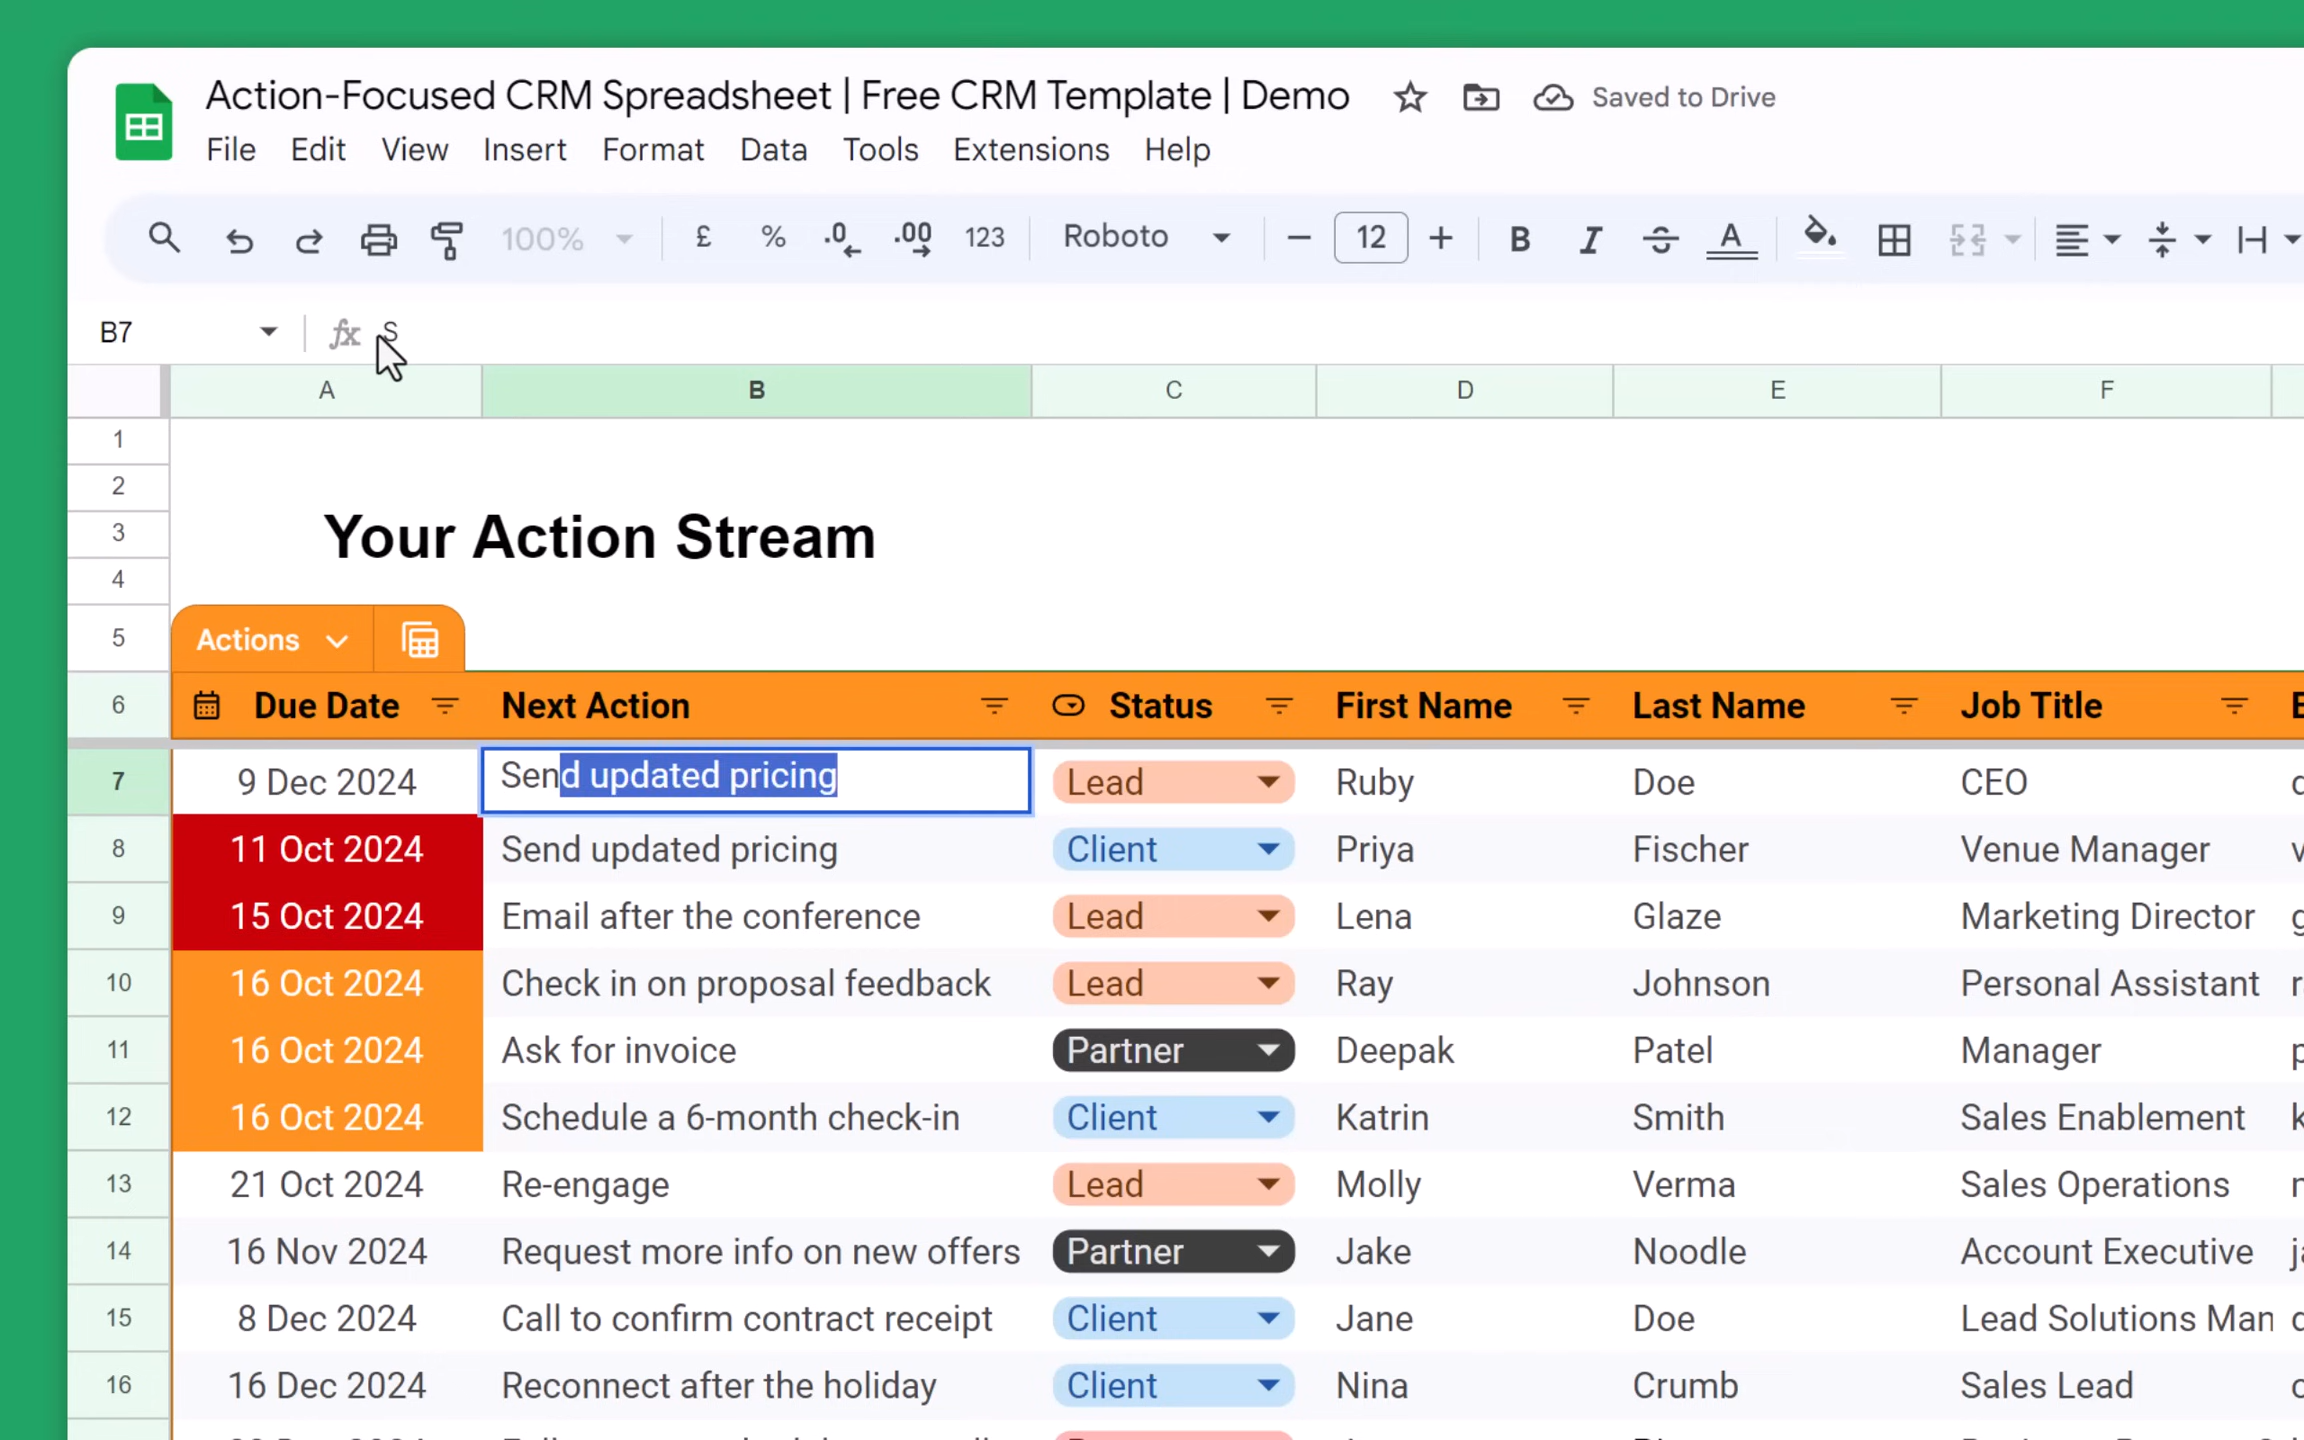 Action-Focused CRM Spreadsheet | Free CRM Template | Demo Saved to Drive
File Edit View Insert Format Data Tools Extensions Help
100% £ % .0 .00 123 Roboto 12 B I S A
B7 fx S
A B C D E F
1
2
3 Your Action Stream
4
5 Actions
6 Due Date Next Action Status First Name Last Name Job Title
7 9 Dec 2024 Send updated pricing Lead Ruby Doe CEO
8 11 Oct 2024 Send updated pricing Client Priya Fischer Venue Manager
9 15 Oct 2024 Email after the conference Lead Lena Glaze Marketing Director
10 16 Oct 2024 Check in on proposal feedback Lead Ray Johnson Personal Assistant
11 16 Oct 2024 Ask for invoice Partner Deepak Patel Manager
12 16 Oct 2024 Schedule a 6-month check-in Client Katrin Smith Sales Enablement
13 21 Oct 2024 Re-engage Lead Molly Verma Sales Operations
14 16 Nov 2024 Request more info on new offers Partner Jake Noodle Account Executive
15 8 Dec 2024 Call to confirm contract receipt Client Jane Doe Lead Solutions Man
16 16 Dec 2024 Reconnect after the holiday Client Nina Crumb Sales Lead